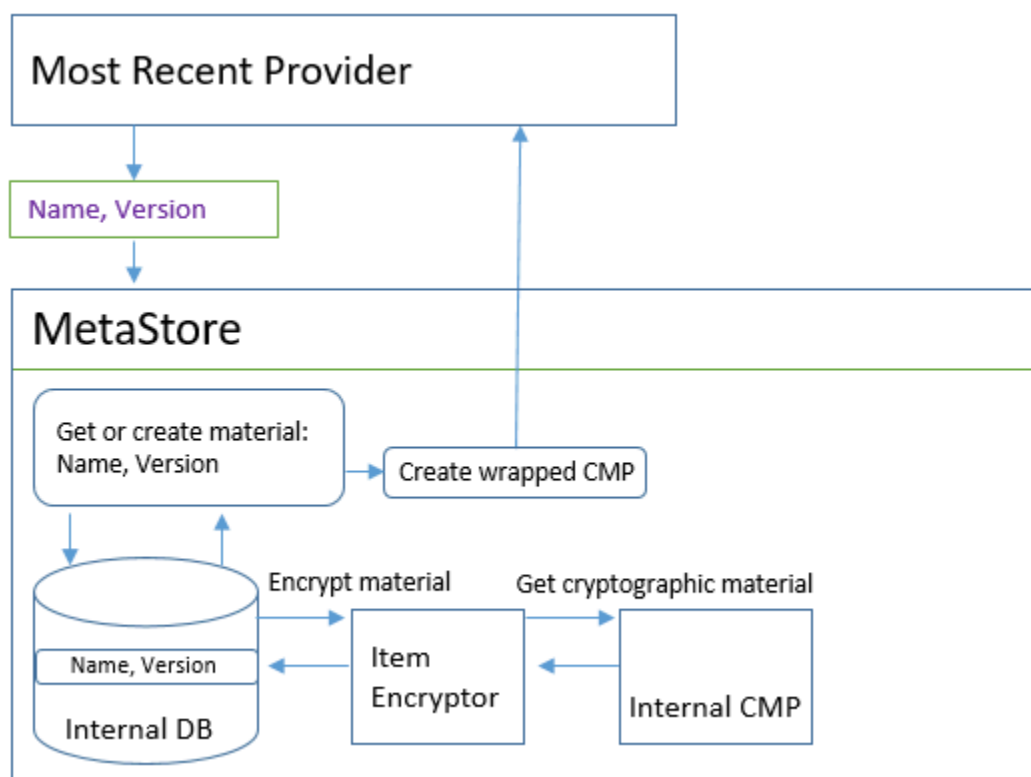 Most Recent Provider
Name, Version
MetaStore
Get or create material:
Name, Version
Create wrapped CMP
Encrypt material
Get cryptographic material
Name, Version
Internal DB
Item
Encryptor
Internal CMP